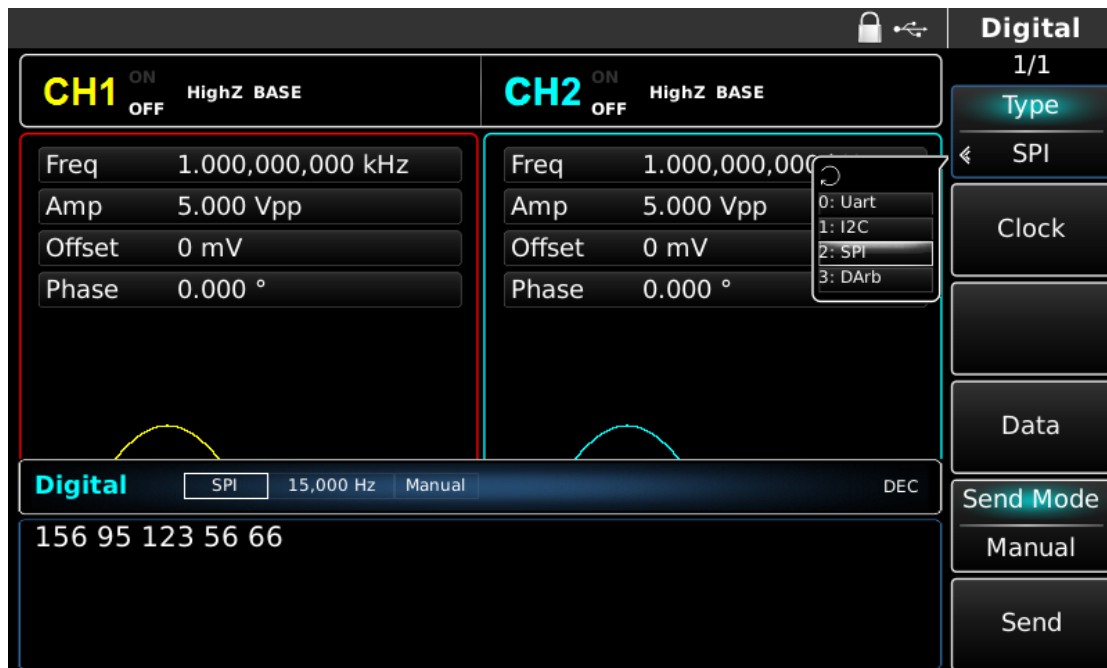 Digital
1/1
CH1 ON OFF HighZ BASE
CH2 ON OFF HighZ BASE
Type
SPI
Freq 1.000,000,000 kHz
Amp 5.000 Vpp
Offset 0 mV
Phase 0.000 °
Freq 1.000,000,000
Amp 5.000 Vpp
Offset 0 mV
Phase 0.000 °
0: Uart
1: I2C
2: SPI
3: DArb
Clock
Data
Digital SPI 15,000 Hz Manual DEC
156 95 123 56 66
Send Mode
Manual
Send